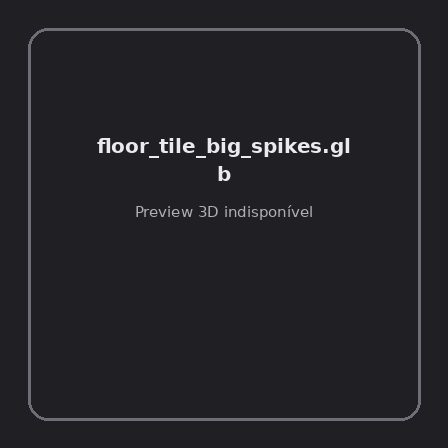 floor_tile_big_spikes.gl
b
Preview 3D indisponível